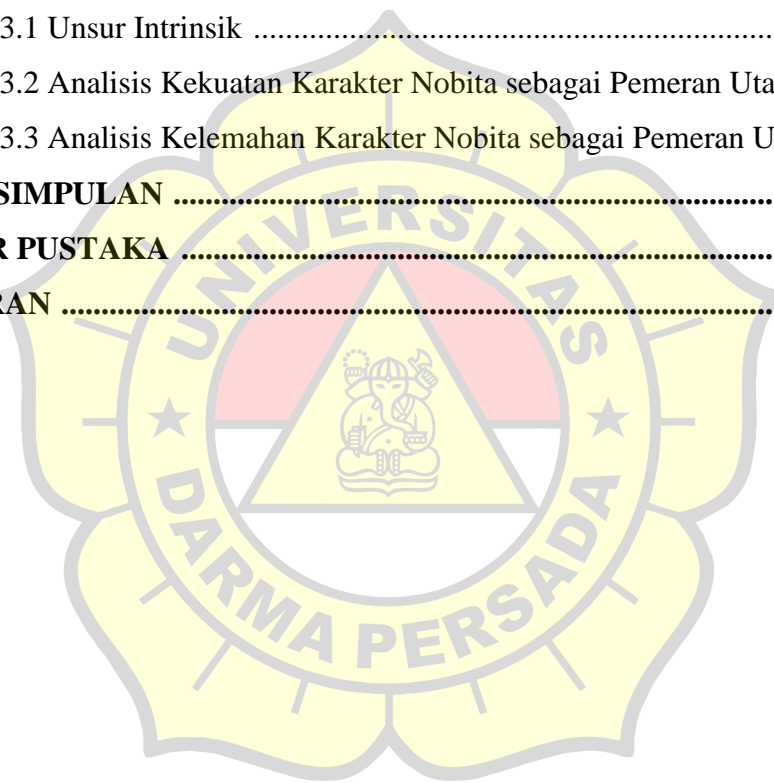 3.1 Unsur Intrinsik ........................................................................
3.2 Analisis Kekuatan Karakter Nobita sebagai Pemeran Uta
3.3 Analisis Kelemahan Karakter Nobita sebagai Pemeran U
SIMPULAN ........................................................................
R PUSTAKA ........................................................................
RAN ........................................................................
UNIVERSITAS
DARMA PERSADA